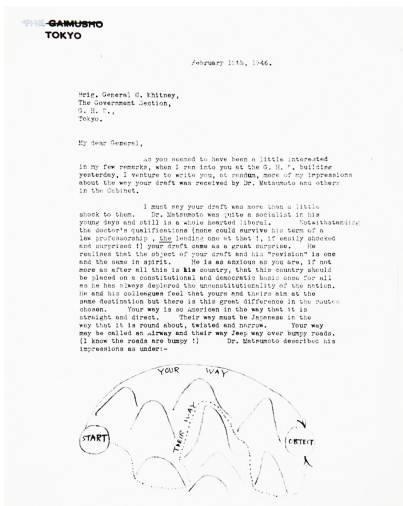 THE GAIMUSHO
TOKYO
February 15th, 1946.
Brig. General C. Whitney,
The Government Section,
G. H. Q.,
Tokyo.
My dear General,
As you seemed to have been a little interested
in my few remarks, when I ran into you at the G. H. Q. building
yesterday, I venture to write you, at random, more of my impressions
about the way your draft was received by Dr. Matsumoto and others
in the Cabinet.
I must say your draft was more than a little
shock to them. Dr. Matsumoto was quite a socialist in his
young days and still is a whole hearted liberal. Notwithstanding
the doctor's qualifications (none could survive his term of a
law professorship , the leading one at that !, if easily shocked
and surprised !) your draft came as a great surprise. He
realises that the object of your draft and his "revision" is one
and the same in spirit. He is as anxious as you are, if not
more as after all this is his country, that this country should
be placed on a constitutional and democratic basis once for all
as he has always deplored the unconstitutionality of the nation.
He and his colleagues feel that yours and theirs aim at the
same destination but there is this great difference in the routes
chosen. Your way is so American in the way that it is
straight and direct. Their way must be Japanese in the
way that it is round about, twisted and narrow. Your way
may be called an Airway and their way Jeep way over bumpy roads.
(I know the roads are bumpy !) Dr. Matsumoto described his
impressions as under:-
YOUR WAY
THEIR WAY
START
OBJECT